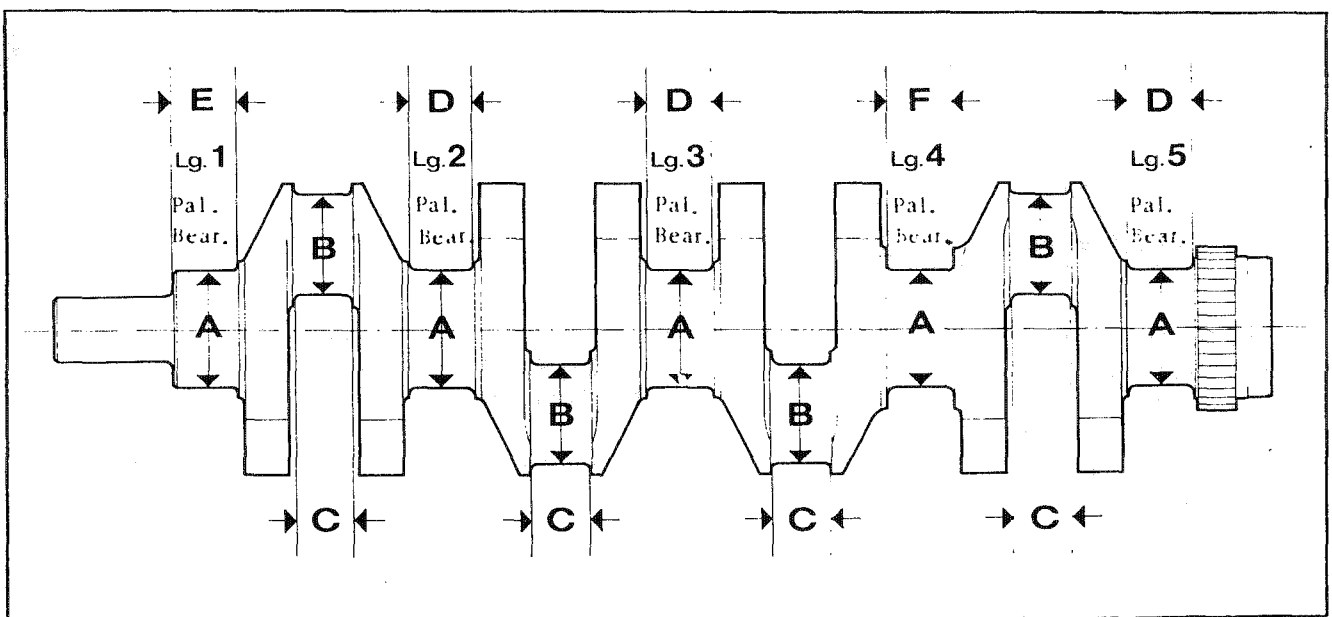 E D D F D
Lg.1 Lg.2 Lg.3 Lg.4 Lg.5
Pal. Pal. Pal. Pal. Pal.
Bear. Bear. Bear. Bear. Bear.
B B
A A A A A
B B
C C C C